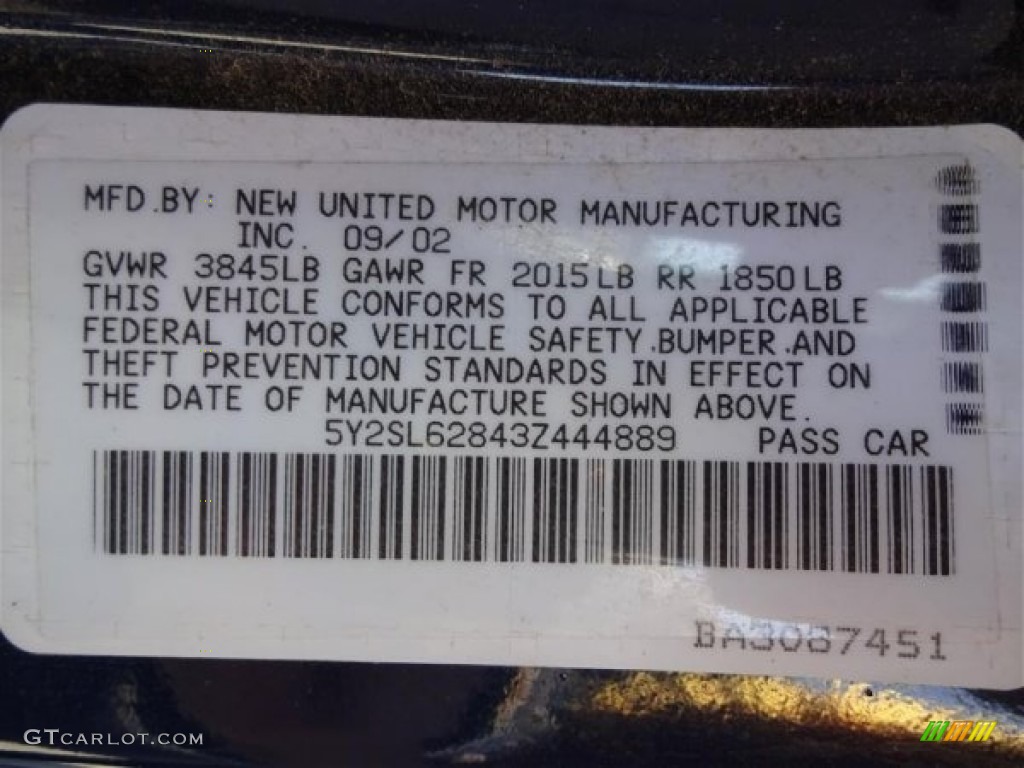 MFD.BY: NEW UNITED MOTOR MANUFACTURING
INC. 09/02
GVWR 3845LB GAWR FR 2015LB RR 1850LB
THIS VEHICLE CONFORMS TO ALL APPLICABLE
FEDERAL MOTOR VEHICLE SAFETY.BUMPER.AND
THEFT PREVENTION STANDARDS IN EFFECT ON
THE DATE OF MANUFACTURE SHOWN ABOVE.
5Y2SL62843Z444889 PASS CAR
BA3087451
GTCARLOT.COM